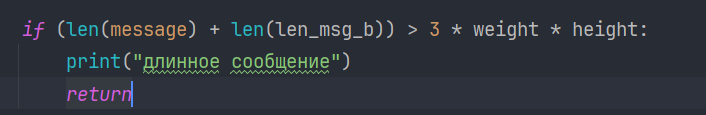 if (len(message) + len(len_msg_b)) > 3 * weight * height:
print("длинное сообщение")
return